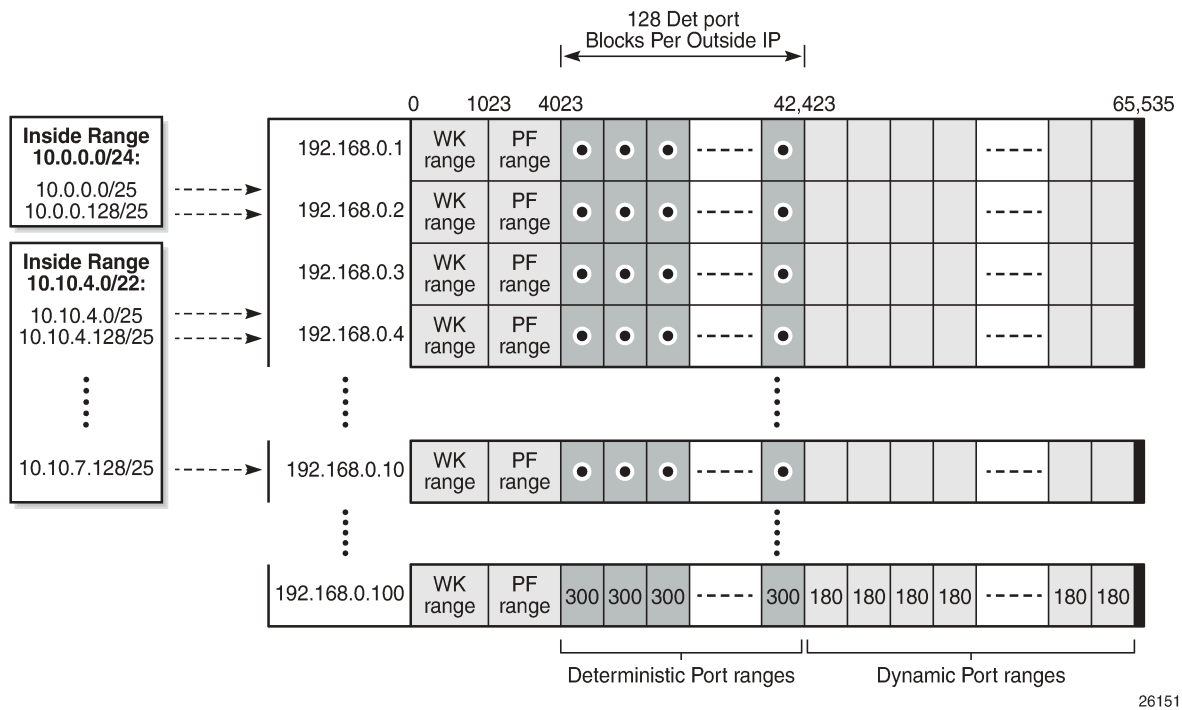 128 Det port
Blocks Per Outside IP
0 1023 4023 42,423 65,535
Inside Range
10.0.0.0/24:
10.0.0.0/25
10.0.0.128/25
Inside Range
10.10.4.0/22:
10.10.4.0/25
10.10.4.128/25
10.10.7.128/25
192.168.0.1 WK range PF range
192.168.0.2 WK range PF range
192.168.0.3 WK range PF range
192.168.0.4 WK range PF range
192.168.0.10 WK range PF range
192.168.0.100 WK range PF range 300 300 300 300 180 180 180 180 180 180
Deterministic Port ranges Dynamic Port ranges
26151